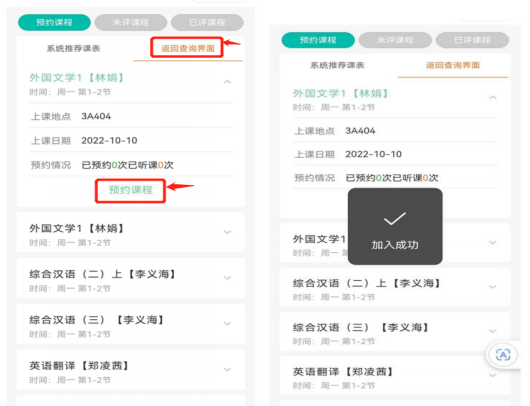 预约课程 未评课程 已评课程
系统推荐课表 返回查询界面
外国文学1【林娟】
时间：周一 第1-2节
上课地点 3A404
上课日期 2022-10-10
预约情况 已预约0次已听课0次
预约课程
外国文学1【林娟】
时间：周一 第1-2节
综合汉语（二）上【李义海】
时间：周一 第1-2节
综合汉语（三）【李义海】
时间：周一 第1-2节
英语翻译【郑凌茜】
时间：周一 第1-2节
预约课程 未评课程 已评课程
系统推荐课表 返回查询界面
外国文学1【林娟】
时间：周一 第1-2节
上课地点 3A404
上课日期 2022-10-10
预约情况 已预约0次已听课0次
加入成功
外国文学1
时间：周一
综合汉语（二）上【李义海】
时间：周一 第1-2节
综合汉语（三）【李义海】
时间：周一 第1-2节
英语翻译【郑凌茜】
时间：周一 第1-2节